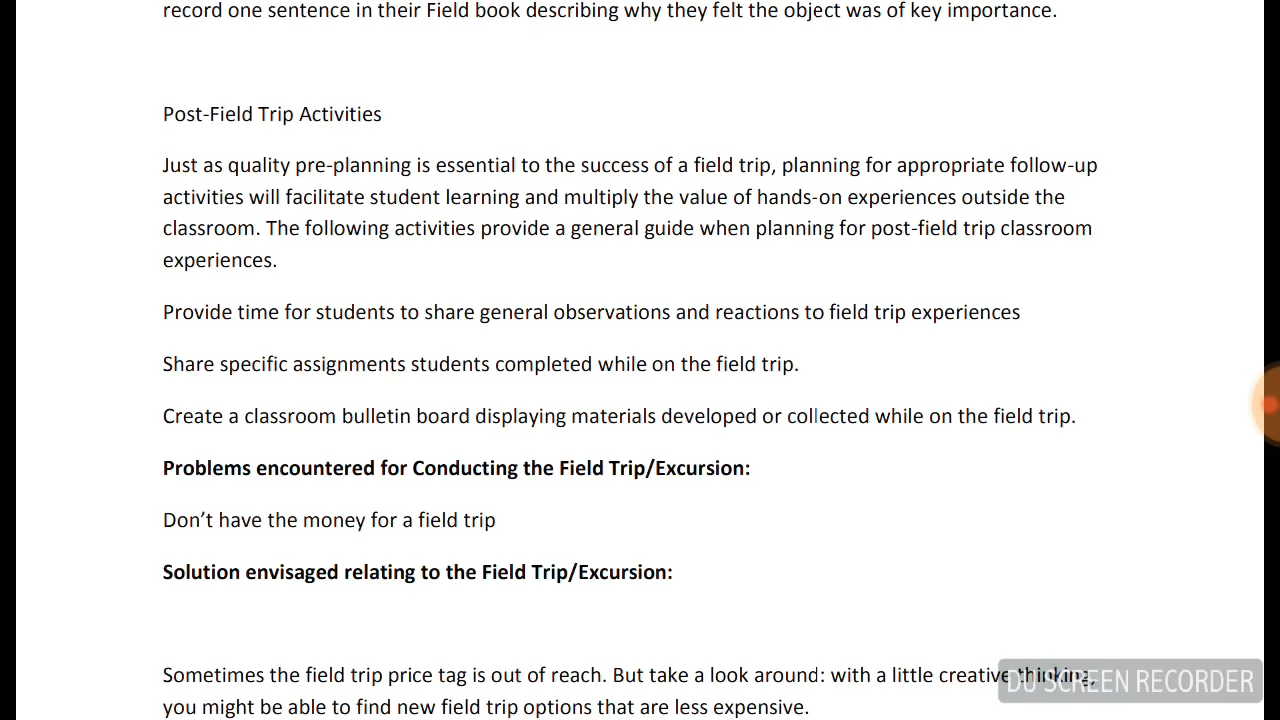 record one sentence in their Field book describing why they felt the object was of key importance.
Post-Field Trip Activities
Just as quality pre-planning is essential to the success of a field trip, planning for appropriate follow-up
activities will facilitate student learning and multiply the value of hands-on experiences outside the
classroom. The following activities provide a general guide when planning for post-field trip classroom
experiences.
Provide time for students to share general observations and reactions to field trip experiences
Share specific assignments students completed while on the field trip.
Create a classroom bulletin board displaying materials developed or collected while on the field trip.
Problems encountered for Conducting the Field Trip/Excursion:
Don’t have the money for a field trip
Solution envisaged relating to the Field Trip/Excursion:
Sometimes the field trip price tag is out of reach. But take a look around: with a little creative thinking,
you might be able to find new field trip options that are less expensive.
DU SCREEN RECORDER